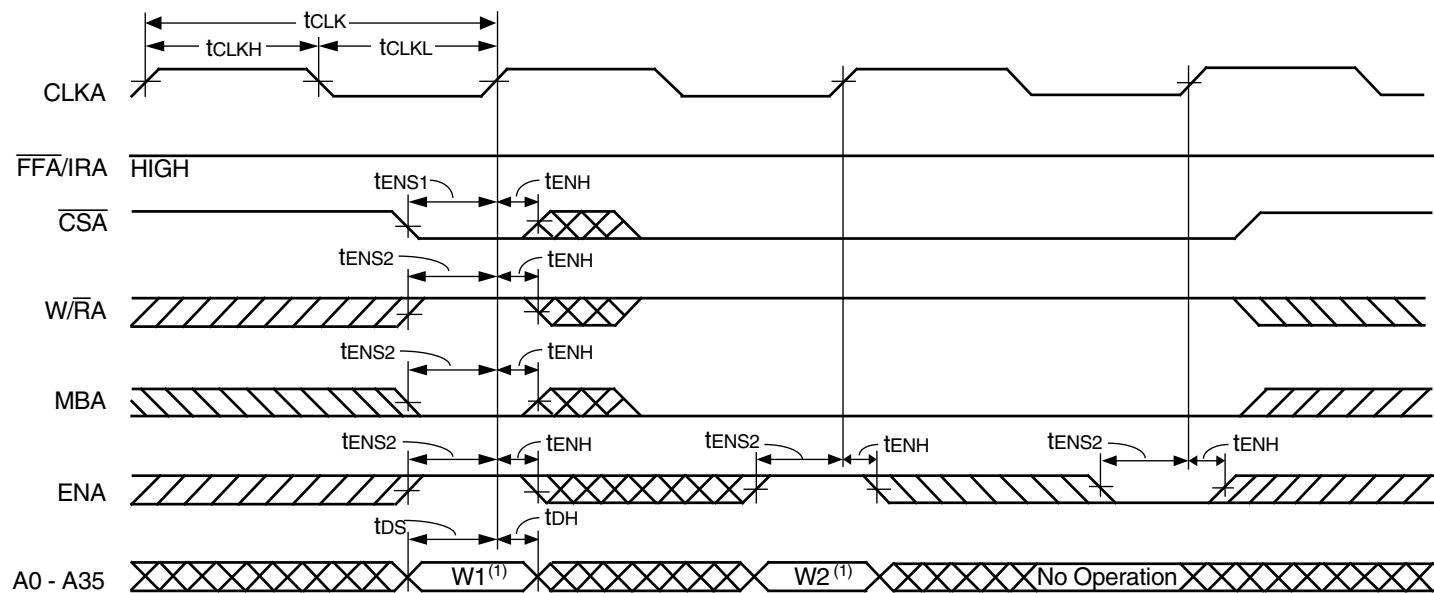 tCLK
tCLKH tCLKL
CLKA
FFA/IRA HIGH
tENS1 tENH
CSA
tENS2 tENH
W/RA
tENS2 tENH
MBA
tENS2 tENH tENS2 tENH tENS2 tENH
ENA
tDS tDH
A0 - A35 W1(1) W2(1) No Operation